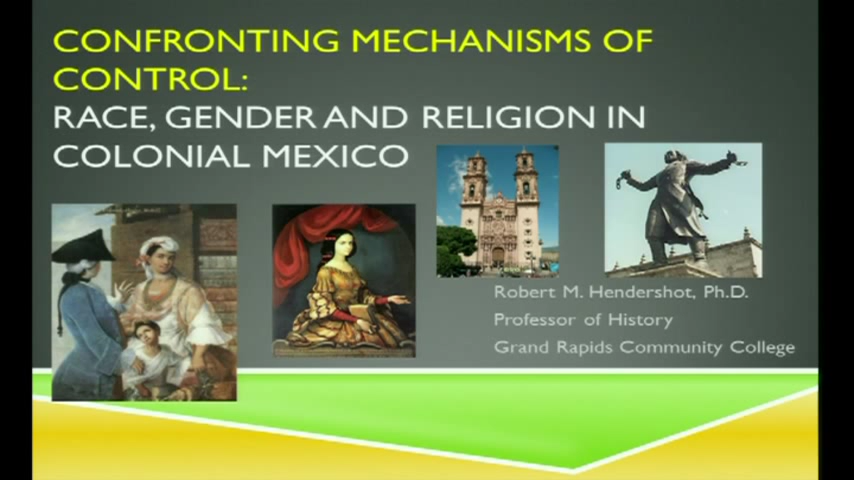 CONFRONTING MECHANISMS OF
CONTROL:
RACE, GENDER AND RELIGION IN
COLONIAL MEXICO
Robert M. Hendershot, Ph.D.
Professor of History
Grand Rapids Community College